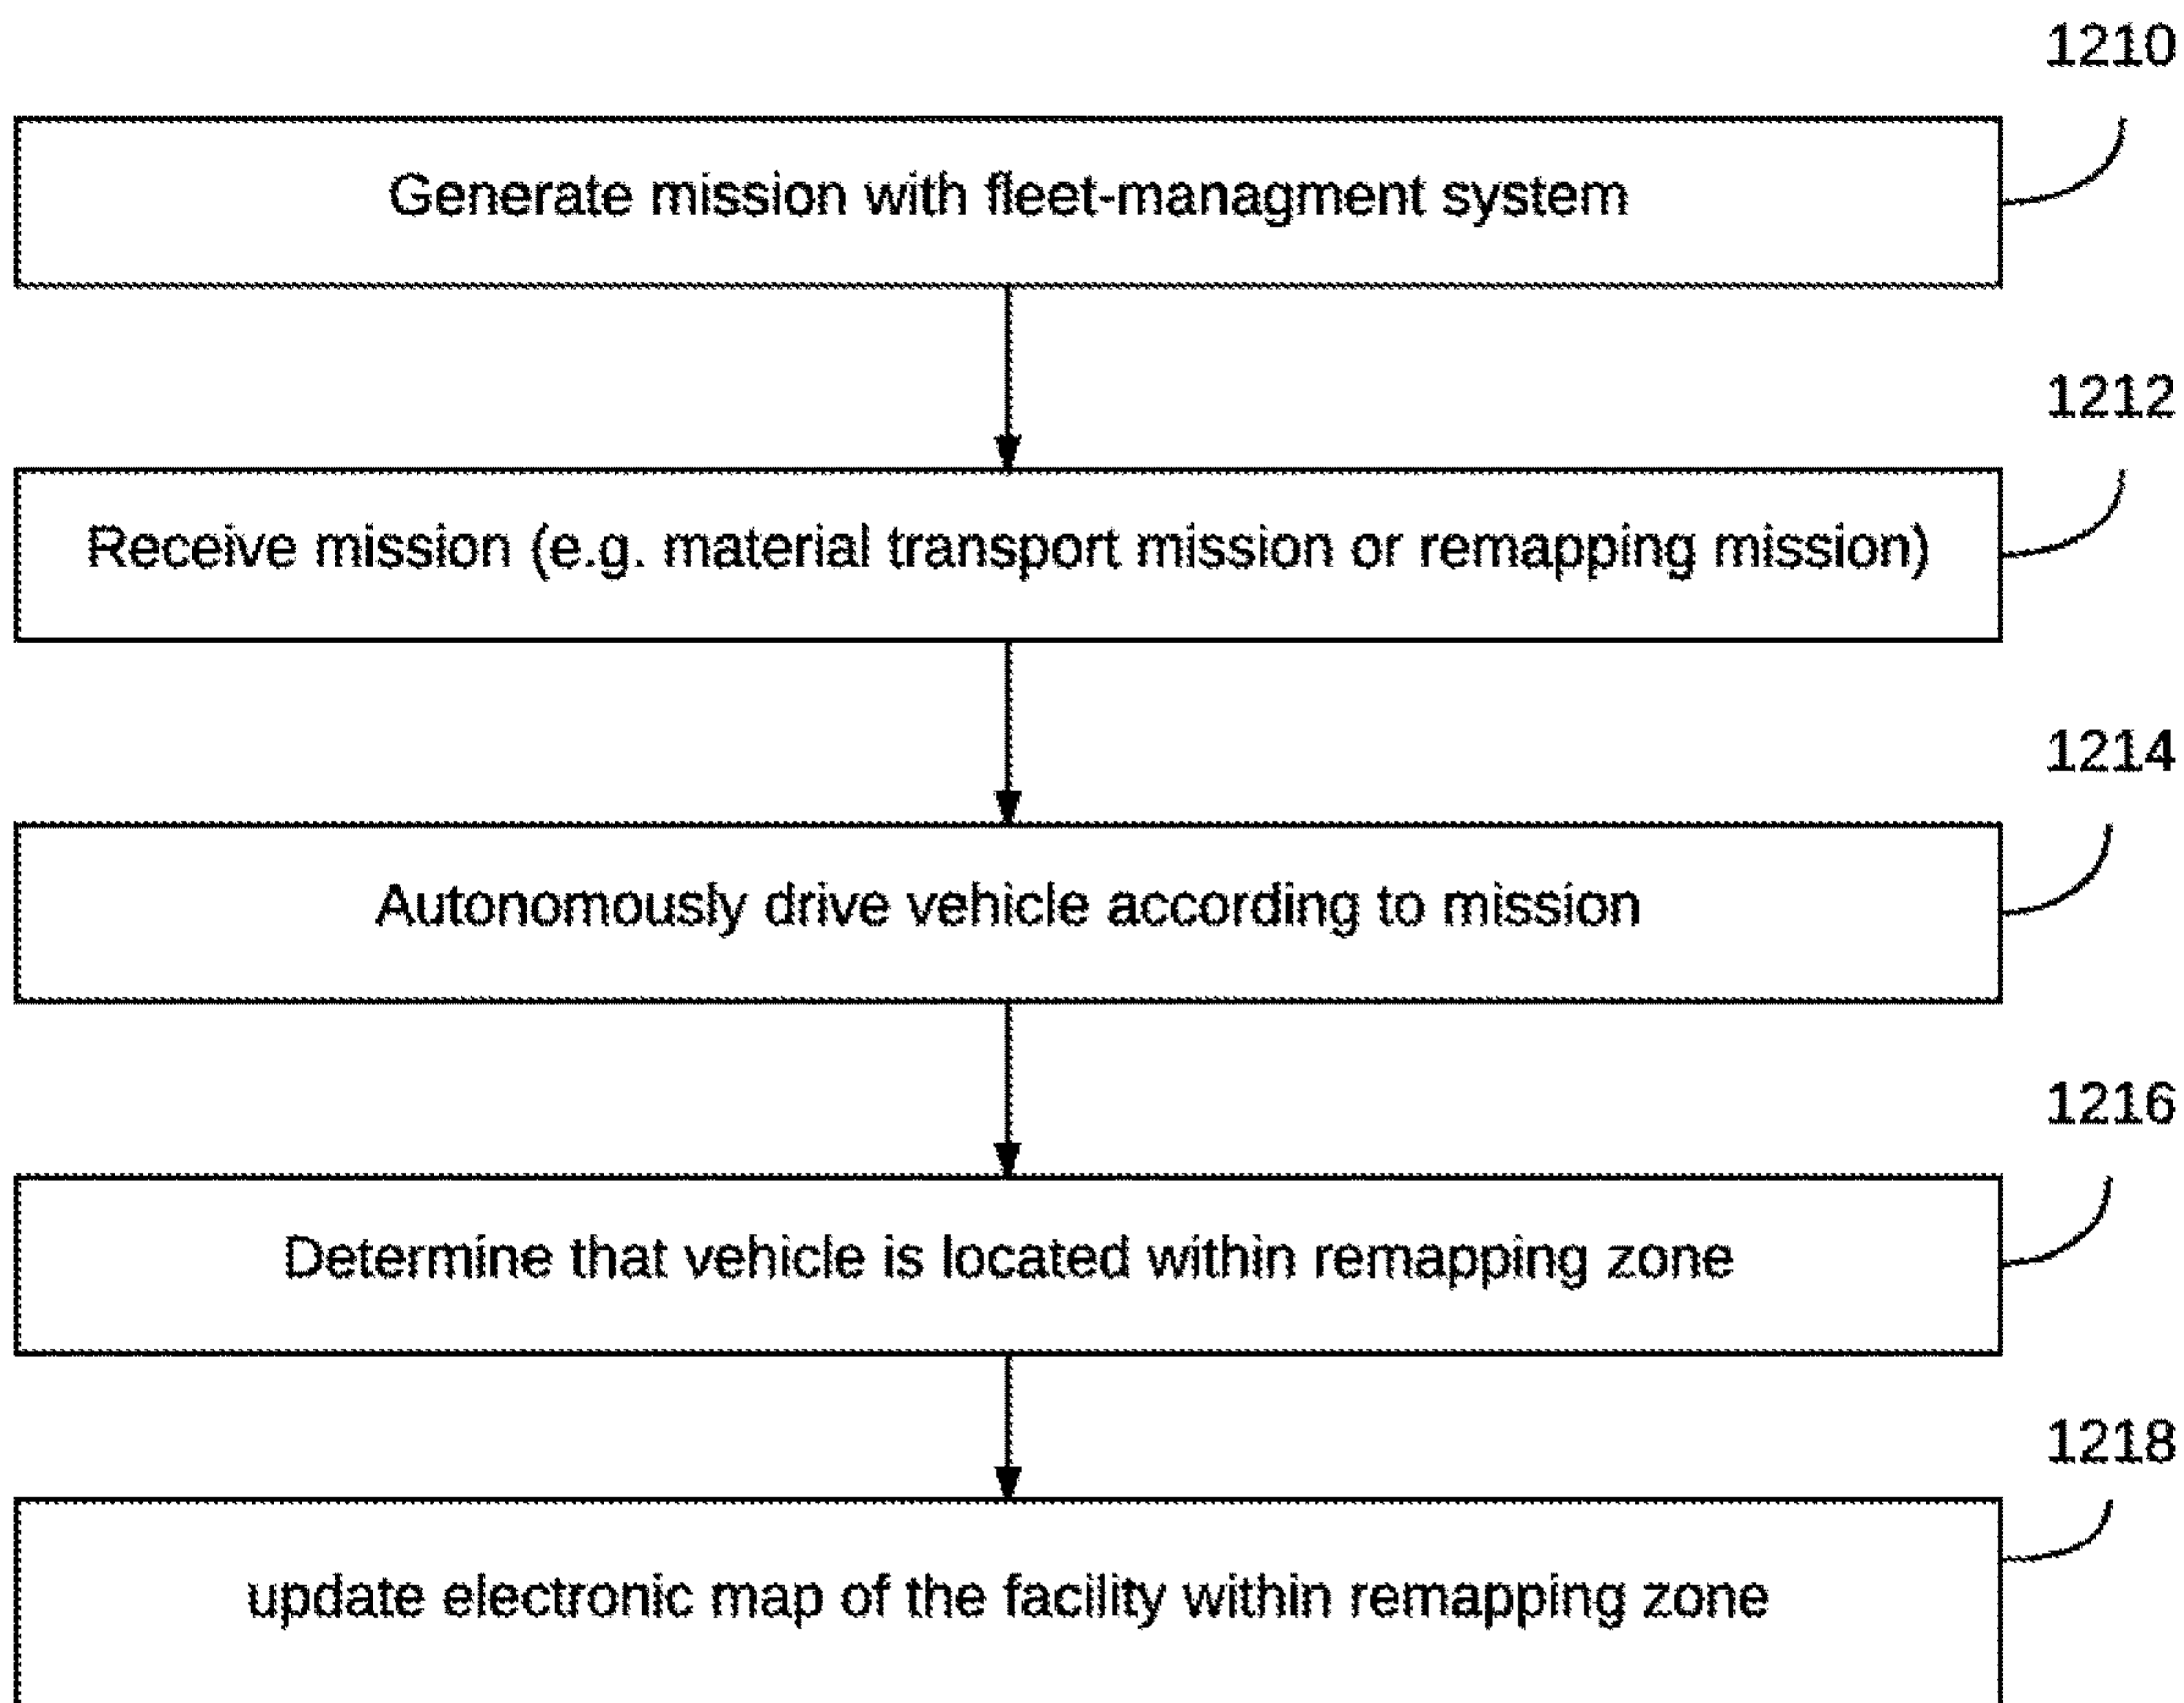 1210
Generate mission with fleet-managment system
1212
Receive mission (e.g. material transport mission or remapping mission)
1214
Autonomously drive vehicle according to mission
1216
Determine that vehicle is located within remapping zone
1218
update electronic map of the facility within remapping zone